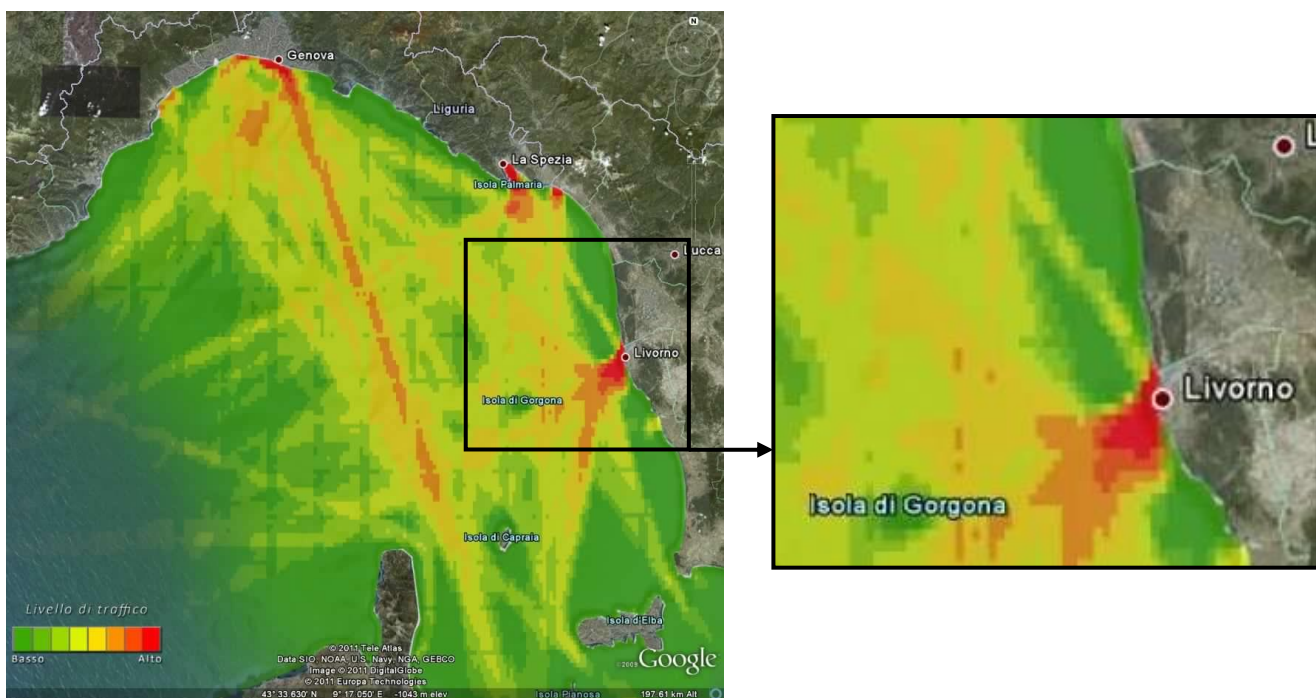 N
Genova
Liguria
La Spezia
Isola Palmaria
Lucca
Livorno
Isola di Gorgona
Isola di Capraia
Isola d'Elba
Livello di traffico
Basso
Alto
© 2011 Tele Atlas
Data SIO, NOAA, U.S. Navy, NGA, GEBCO
Image © 2011 DigitalGlobe
© 2011 Europa Technologies
©2009 Google
43°33.630' N 9°17.050' E -1043 m elev
Isola Pianosa
197.61 km Alt
L
Livorno
Isola di Gorgona